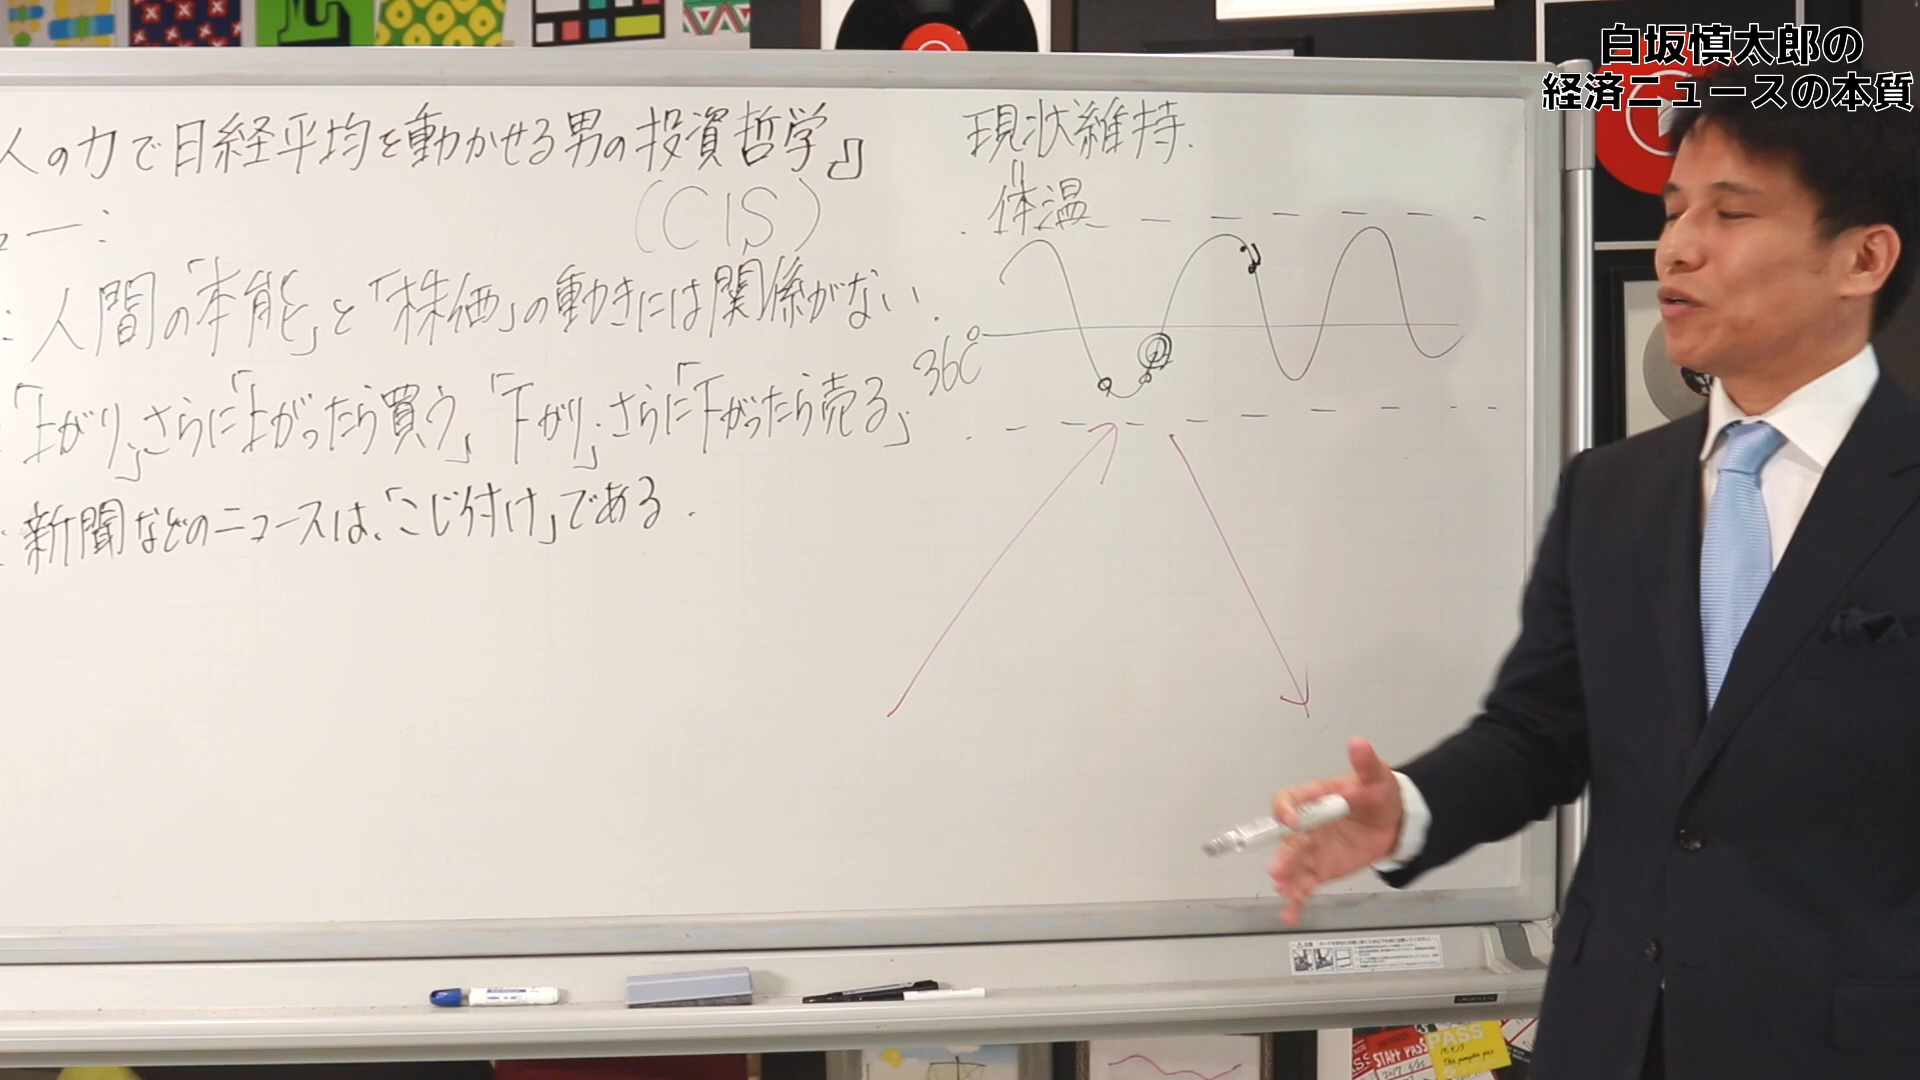 白坂慎太郎の
経済ニュースの本質
人の力で日経平均を動かせる男の投資哲学』
(CIS)
ュー:
:人間の「本能」と「株価」の動きには関係がない.
「上がり」、さらに「上がったら買う」「下がり」、さらに「下がったら売る」
新聞などのニュースは、「こじ付け」である.
現状維持.
体温
36℃
STAFF PASS
PASS